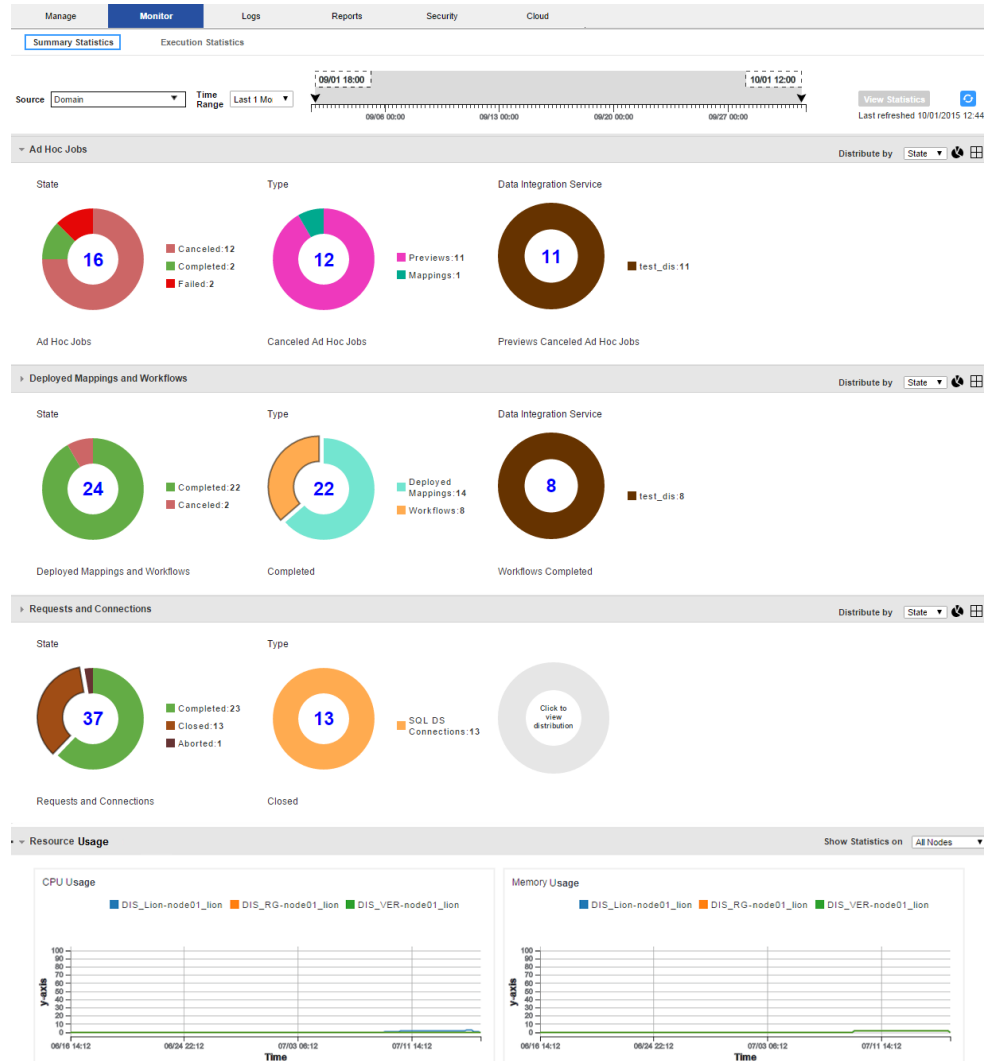 Manage Monitor Logs Reports Security Cloud
Summary Statistics Execution Statistics
09/01 18:00 10/01 12:00
Source Domain Time Range Last 1 Mo View Statistics
09/06 00:00 09/13 00:00 09/20 00:00 09/27 00:00
Last refreshed 10/01/2015 12:44
Ad Hoc Jobs Distribute by State
State Type Data Integration Service
16
Canceled:12
Completed:2
Failed:2
12
Previews:11
Mappings:1
11
test_dis:11
Ad Hoc Jobs Canceled Ad Hoc Jobs Previews Canceled Ad Hoc Jobs
Deployed Mappings and Workflows Distribute by State
State Type Data Integration Service
24
Completed:22
Canceled:2
22
Deployed
Mappings:14
Workflows:8
8
test_dis:8
Deployed Mappings and Workflows Completed Workflows Completed
Requests and Connections Distribute by State
State Type
37
Completed:23
Closed:13
Aborted:1
13
SQL DS
Connections:13
Click to
view
distribution
Requests and Connections Closed
Resource Usage Show Statistics on All Nodes
CPU Usage
DIS_Lion-node01_lion DIS_RG-node01_lion DIS_VER-node01_lion
y-axis
100
90
80
70
60
50
40
30
20
10
0
06/16 14:12 06/24 22:12 07/03 06:12 07/11 14:12
Time
Memory Usage
DIS_Lion-node01_lion DIS_RG-node01_lion DIS_VER-node01_lion
y-axis
100
90
80
70
60
50
40
30
20
10
0
06/16 14:12 06/24 22:12 07/03 06:12 07/11 14:12
Time